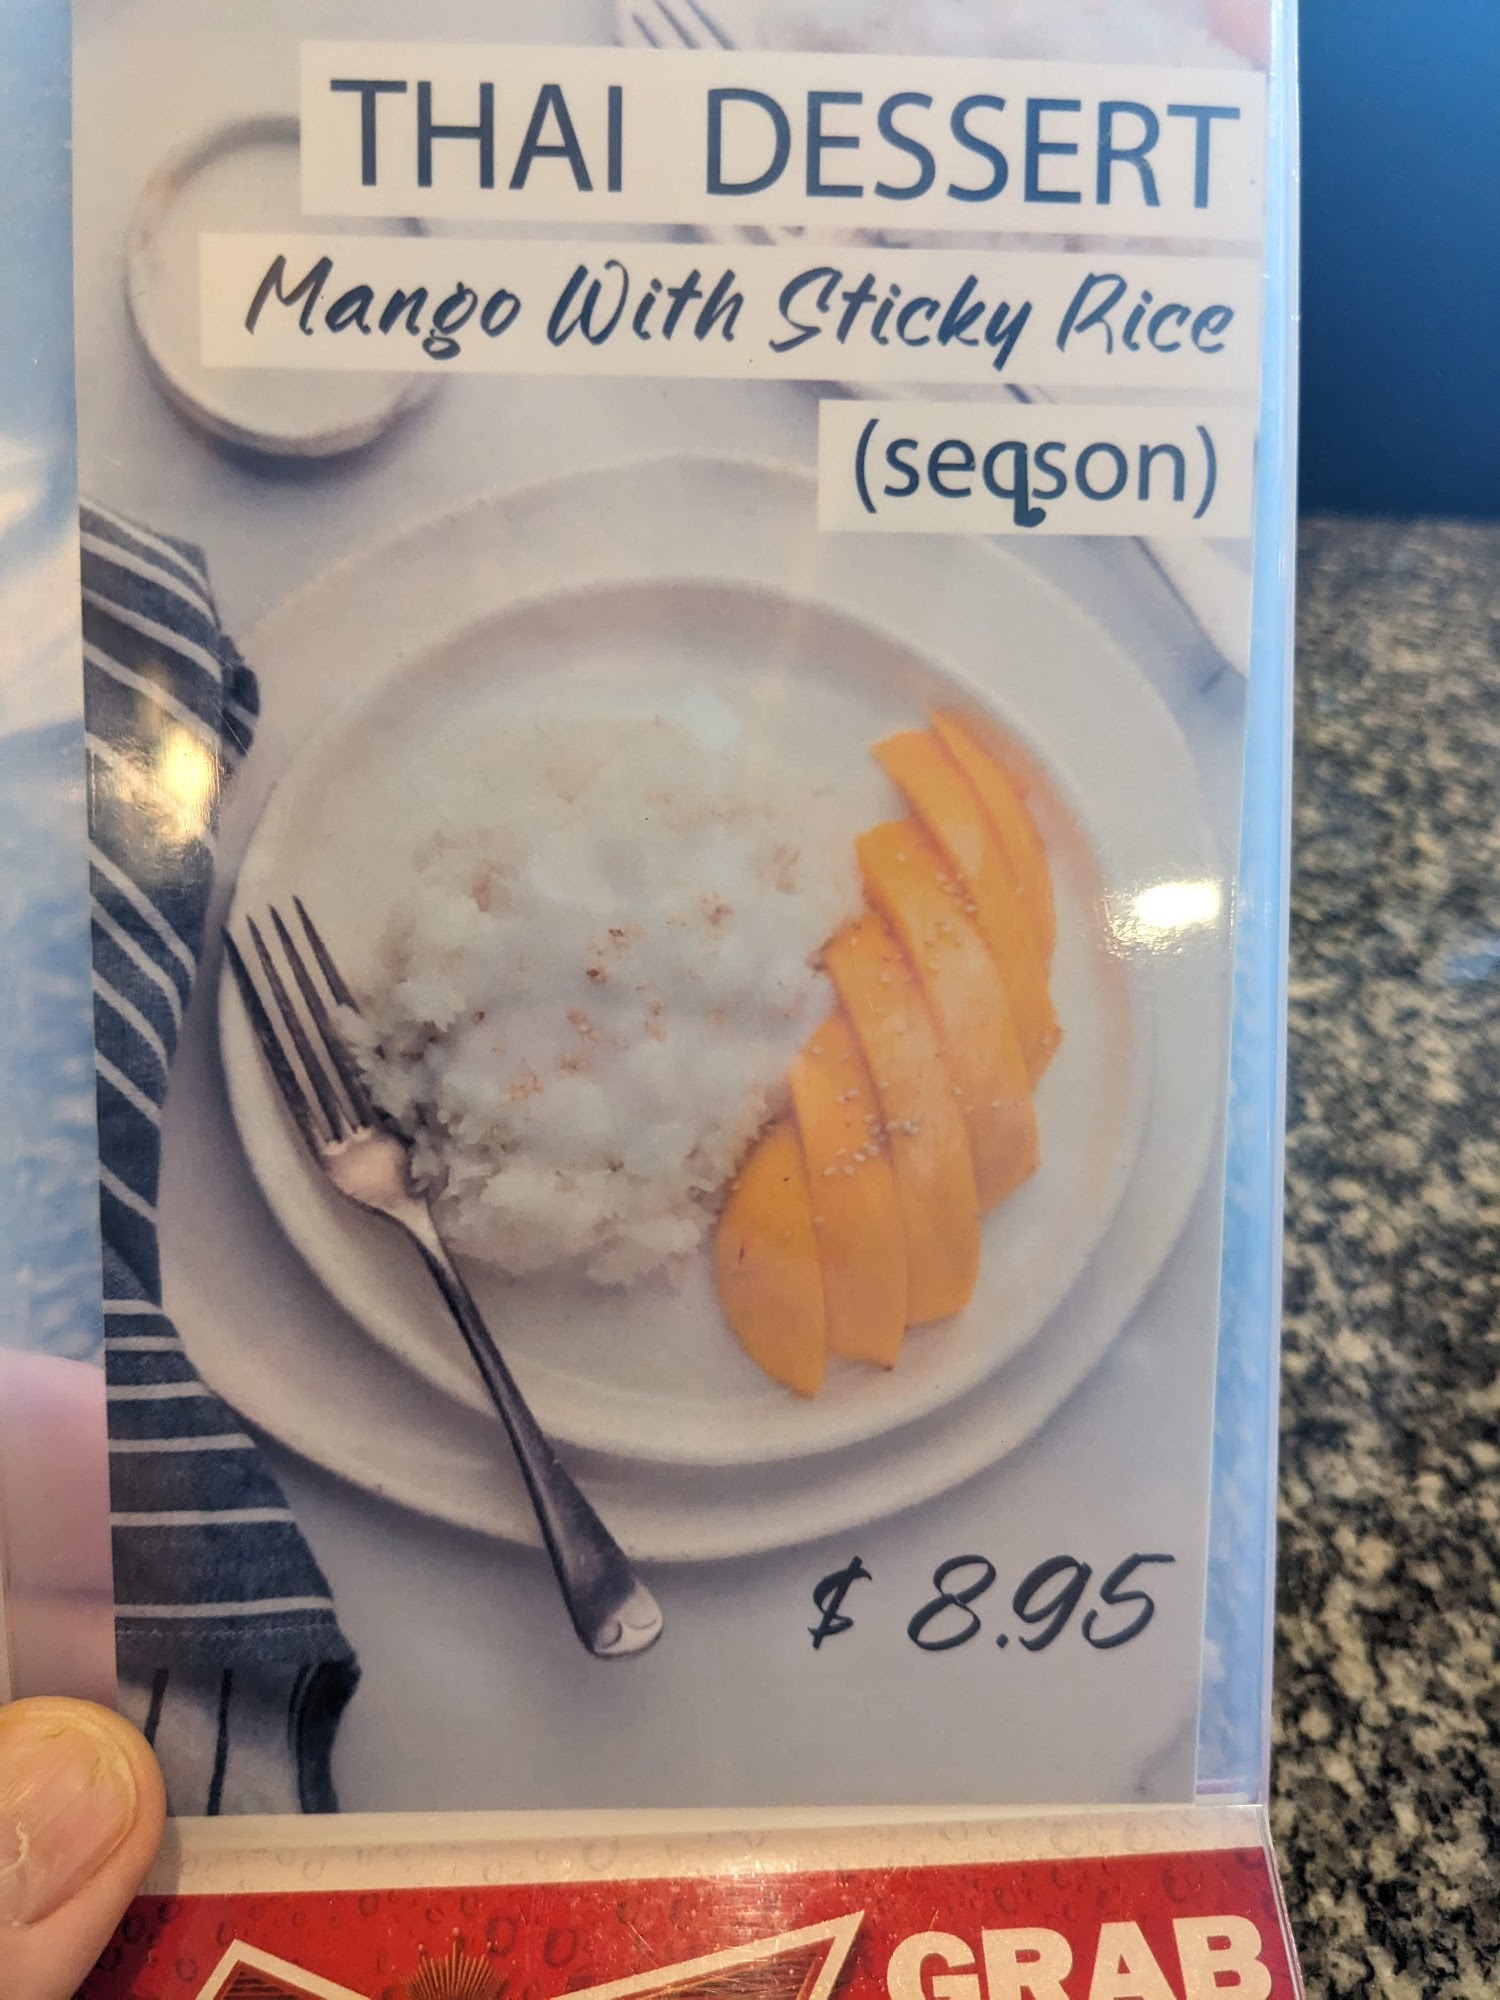 THAI DESSERT
Mango With Sticky Rice
(seqson)
$ 8.95
GRAB